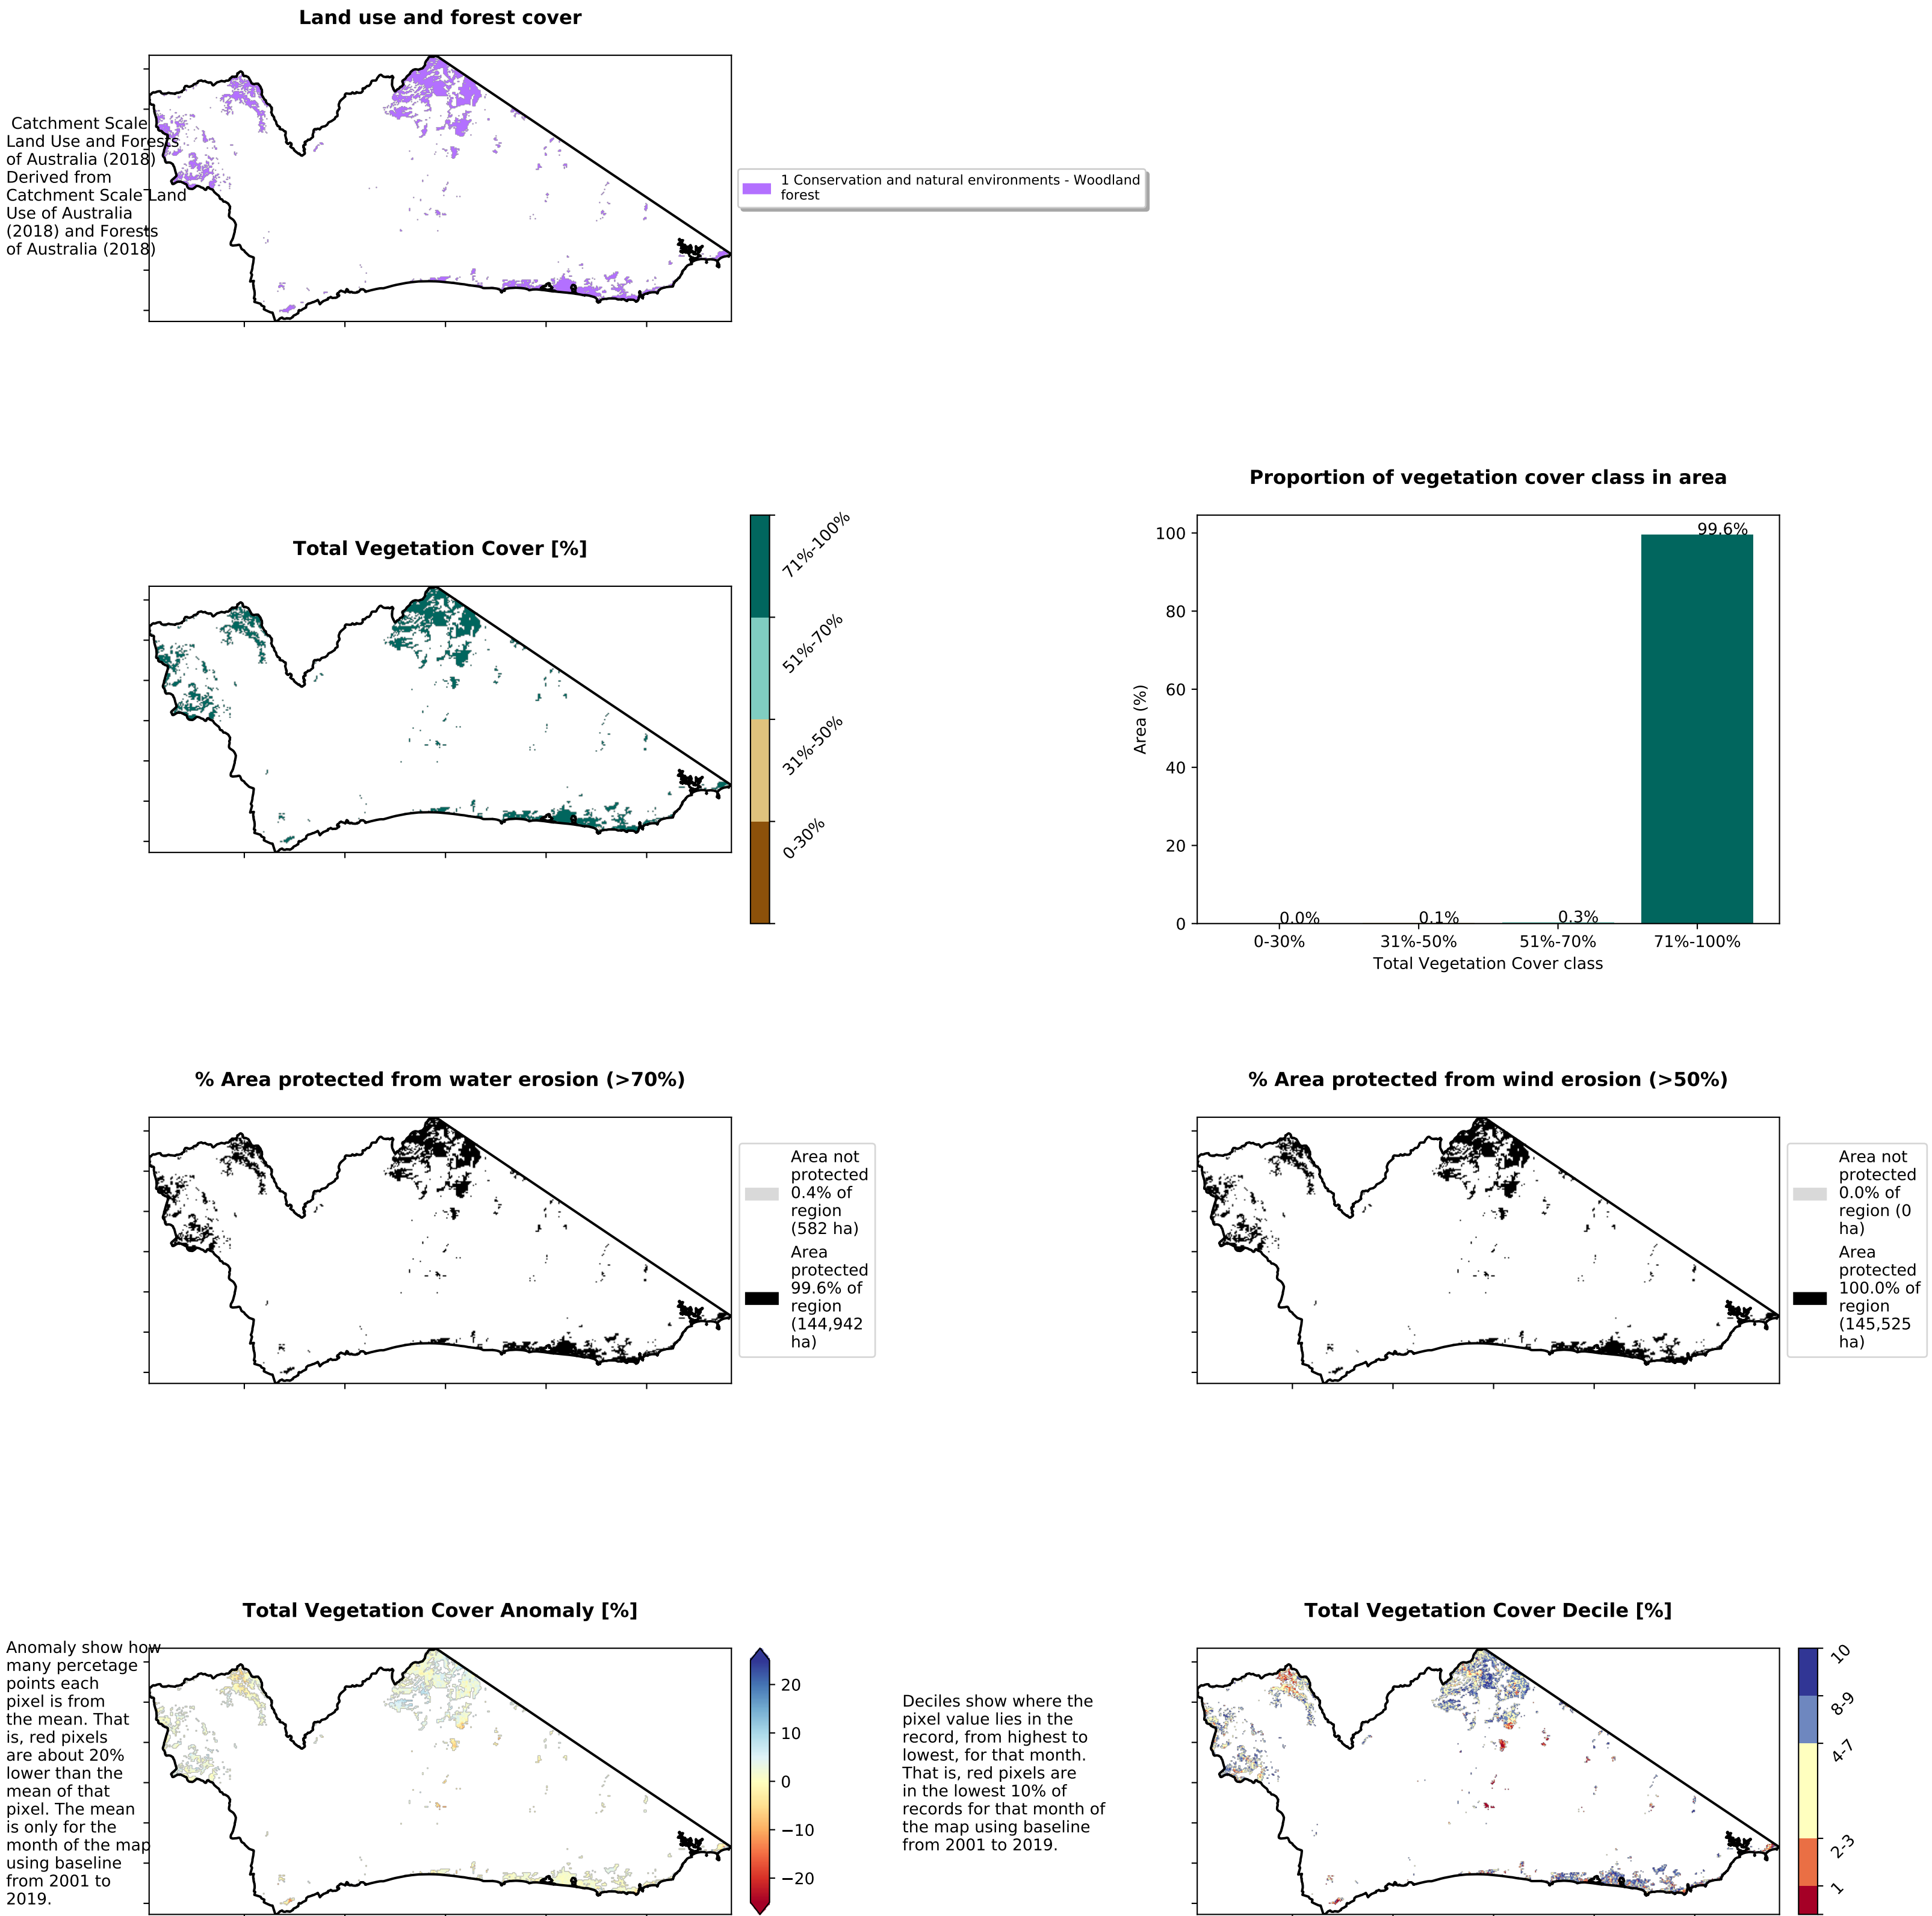 Land use and forest cover
Catchment Scale
Land Use and Forests
of Australia (2018)
Derived from
Catchment Scale Land
Use of Australia
(2018) and Forests
of Australia (2018)
1 Conservation and natural environments - Woodland
forest
Total Vegetation Cover [%]
71%-100%
51%-70%
31%-50%
0-30%
Proportion of vegetation cover class in area
100
80
60
40
20
0
Area (%)
0.0%
0.1%
0.3%
99.6%
0-30%
31%-50%
51%-70%
71%-100%
Total Vegetation Cover class
% Area protected from water erosion (>70%)
Area not
protected
0.4% of
region
(582 ha)
Area
protected
99.6% of
region
(144,942
ha)
% Area protected from wind erosion (>50%)
Area not
protected
0.0% of
region (0
ha)
Area
protected
100.0% of
region
(145,525
ha)
Total Vegetation Cover Anomaly [%]
Anomaly show how
many percetage
points each
pixel is from
the mean. That
is, red pixels
are about 20%
lower than the
mean of that
pixel. The mean
is only for the
month of the map
using baseline
from 2001 to
2019.
20
10
0
−10
−20
Total Vegetation Cover Decile [%]
Deciles show where the
pixel value lies in the
record, from highest to
lowest, for that month.
That is, red pixels are
in the lowest 10% of
records for that month of
the map using baseline
from 2001 to 2019.
10
8-9
4-7
2-3
1